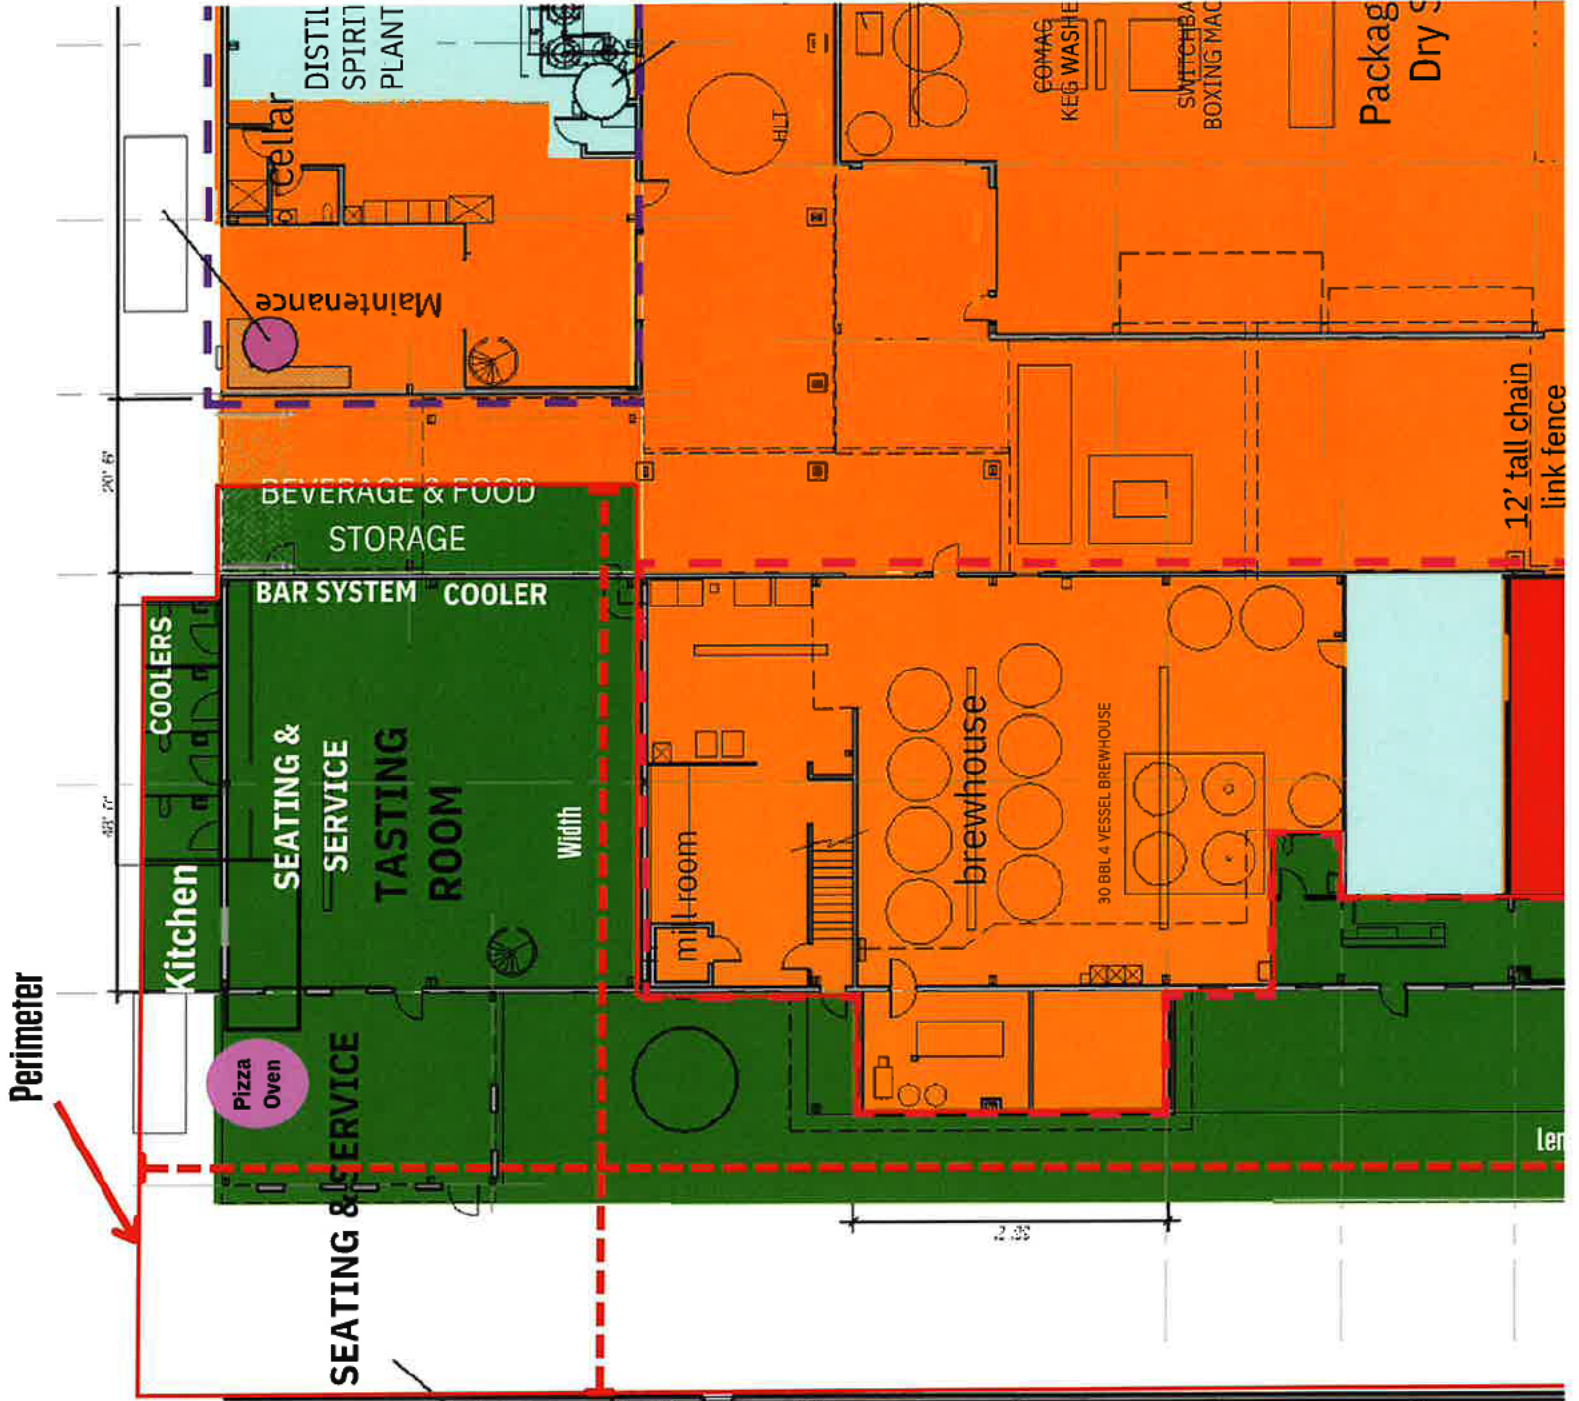 DISTIL
SPIRIT
PLANT
cellar
HLT
COMAC
KEG WASHE
SWITCHBA
BOXING MAC
Packag
Dry S
Maintenance
12' tall chain
link fence
BEVERAGE & FOOD
STORAGE
BAR SYSTEM COOLER
COOLERS
SEATING &
SERVICE
TASTING
ROOM
Width
Kitchen
mill room
brewhouse
30 BBL 4 VESSEL BREWHOUSE
Perimeter
Pizza
Oven
SEATING & SERVICE
Len